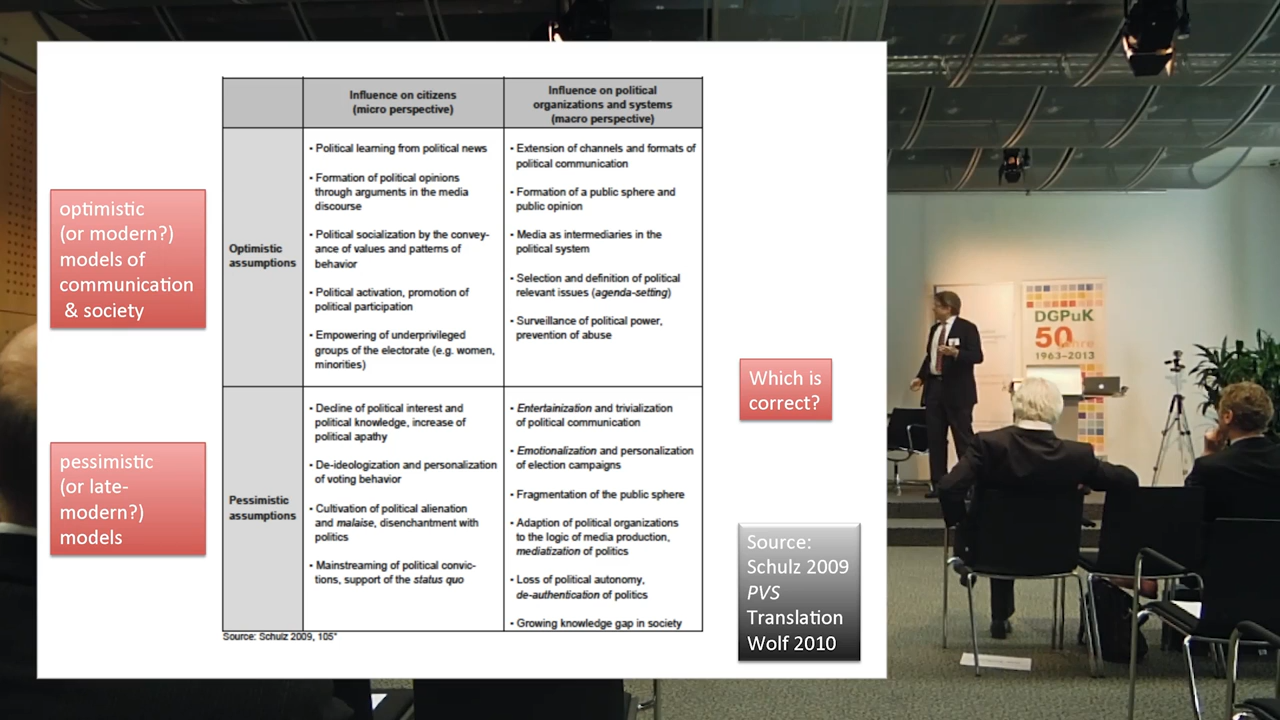 Influence on citizens
(micro perspective)
Influence on political
organizations and systems
(macro perspective)
optimistic
(or modern?)
models of
communication
& society
Optimistic
assumptions
• Political learning from political news
• Formation of political opinions
through arguments in the media
discourse
• Political socialization by the convey-
ance of values and patterns of
behavior
• Political activation, promotion of
political participation
• Empowering of underprivileged
groups of the electorate (e.g. women,
minorities)
• Extension of channels and formats of
political communication
• Formation of a public sphere and
public opinion
• Media as intermediaries in the
political system
• Selection and definition of political
relevant issues (agenda-setting)
• Surveillance of political power,
prevention of abuse
Which is
correct?
pessimistic
(or late-
modern?)
models
Pessimistic
assumptions
• Decline of political interest and
political knowledge, increase of
political apathy
• De-ideologization and personalization
of voting behavior
• Cultivation of political alienation
and malaise, disenchantment with
politics
• Mainstreaming of political convic-
tions, support of the status quo
• Entertainization and trivialization
of political communication
• Emotionalization and personalization
of election campaigns
• Fragmentation of the public sphere
• Adaption of political organizations
to the logic of media production,
mediatization of politics
• Loss of political autonomy,
de-authentication of politics
• Growing knowledge gap in society
Source: Schulz 2009, 105"
Source:
Schulz 2009
PVS
Translation
Wolf 2010
DGPuK
50
1963–2013